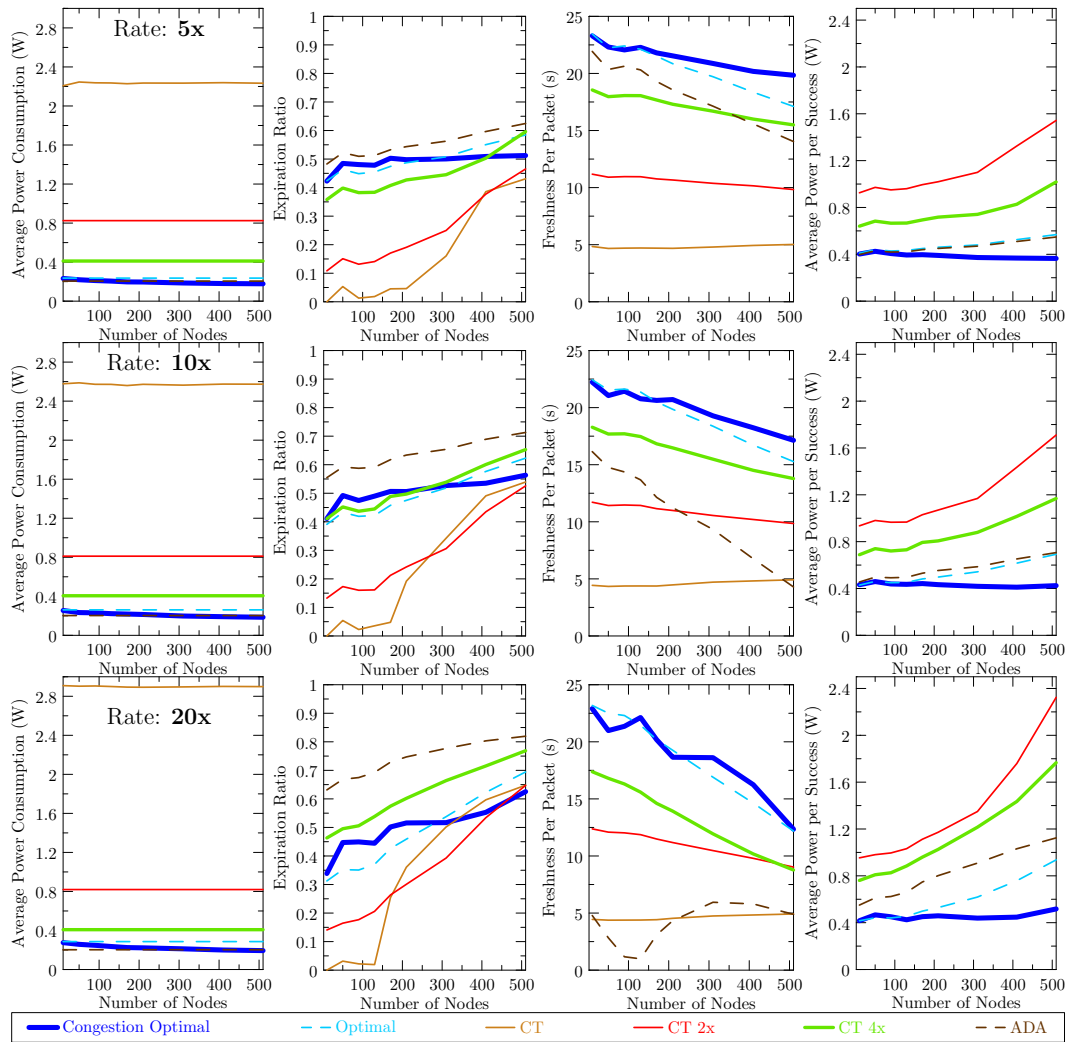 Rate: 5x
Average Power Consumption (W)
0
0.4
0.8
1.2
1.6
2
2.4
2.8
100 200 300 400 500
Number of Nodes
Expiration Ratio
0
0.1
0.2
0.3
0.4
0.5
0.6
0.7
0.8
0.9
1
100 200 300 400 500
Number of Nodes
Freshness Per Packet (s)
0
5
10
15
20
25
100 200 300 400 500
Number of Nodes
Average Power per Success (W)
0
0.4
0.8
1.2
1.6
2
2.4
100 200 300 400 500
Number of Nodes
Rate: 10x
Average Power Consumption (W)
0
0.4
0.8
1.2
1.6
2
2.4
2.8
100 200 300 400 500
Number of Nodes
Expiration Ratio
0
0.1
0.2
0.3
0.4
0.5
0.6
0.7
0.8
0.9
1
100 200 300 400 500
Number of Nodes
Freshness Per Packet (s)
0
5
10
15
20
25
100 200 300 400 500
Number of Nodes
Average Power per Success (W)
0
0.4
0.8
1.2
1.6
2
2.4
100 200 300 400 500
Number of Nodes
Rate: 20x
Average Power Consumption (W)
0
0.4
0.8
1.2
1.6
2
2.4
2.8
100 200 300 400 500
Number of Nodes
Expiration Ratio
0
0.1
0.2
0.3
0.4
0.5
0.6
0.7
0.8
0.9
1
100 200 300 400 500
Number of Nodes
Freshness Per Packet (s)
0
5
10
15
20
25
100 200 300 400 500
Number of Nodes
Average Power per Success (W)
0
0.4
0.8
1.2
1.6
2
2.4
100 200 300 400 500
Number of Nodes
Congestion Optimal Optimal CT CT 2x CT 4x ADA